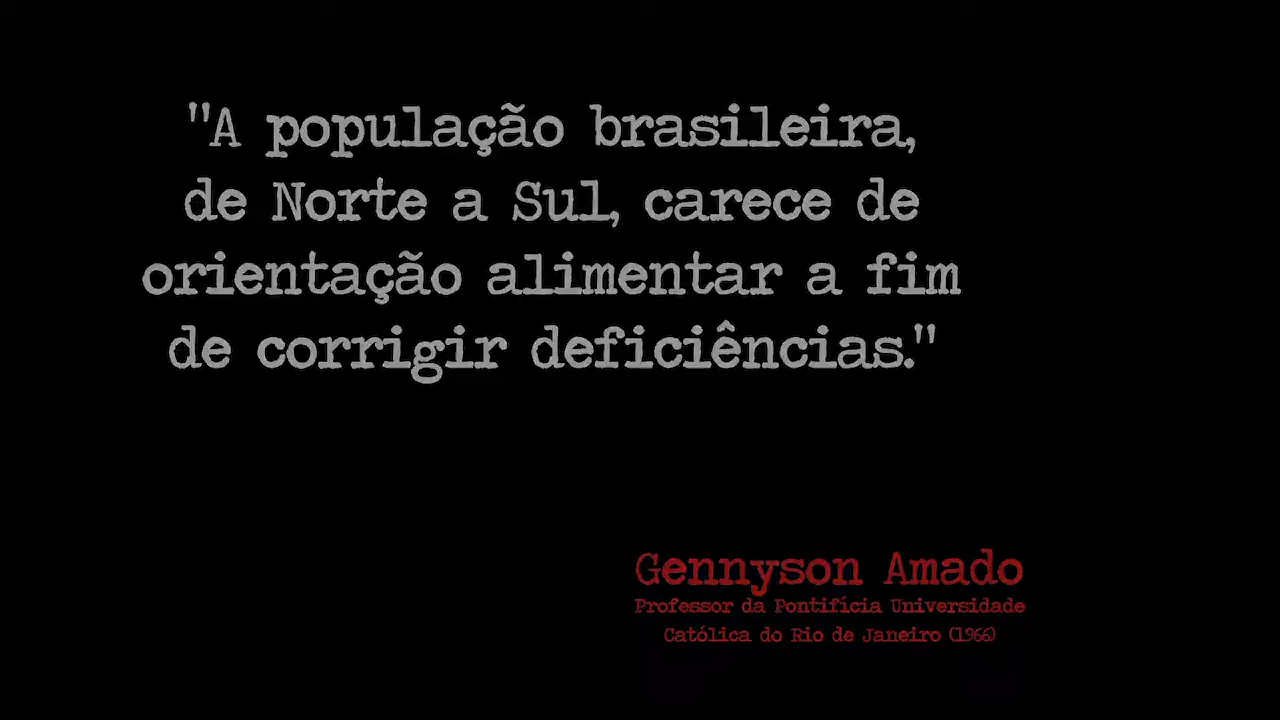 "A população brasileira,
de Norte a Sul, carece de
orientação alimentar a fim
de corrigir deficiências."
Gennyson Amado
Professor da Pontifícia Universidade
Católica do Rio de Janeiro (1966)